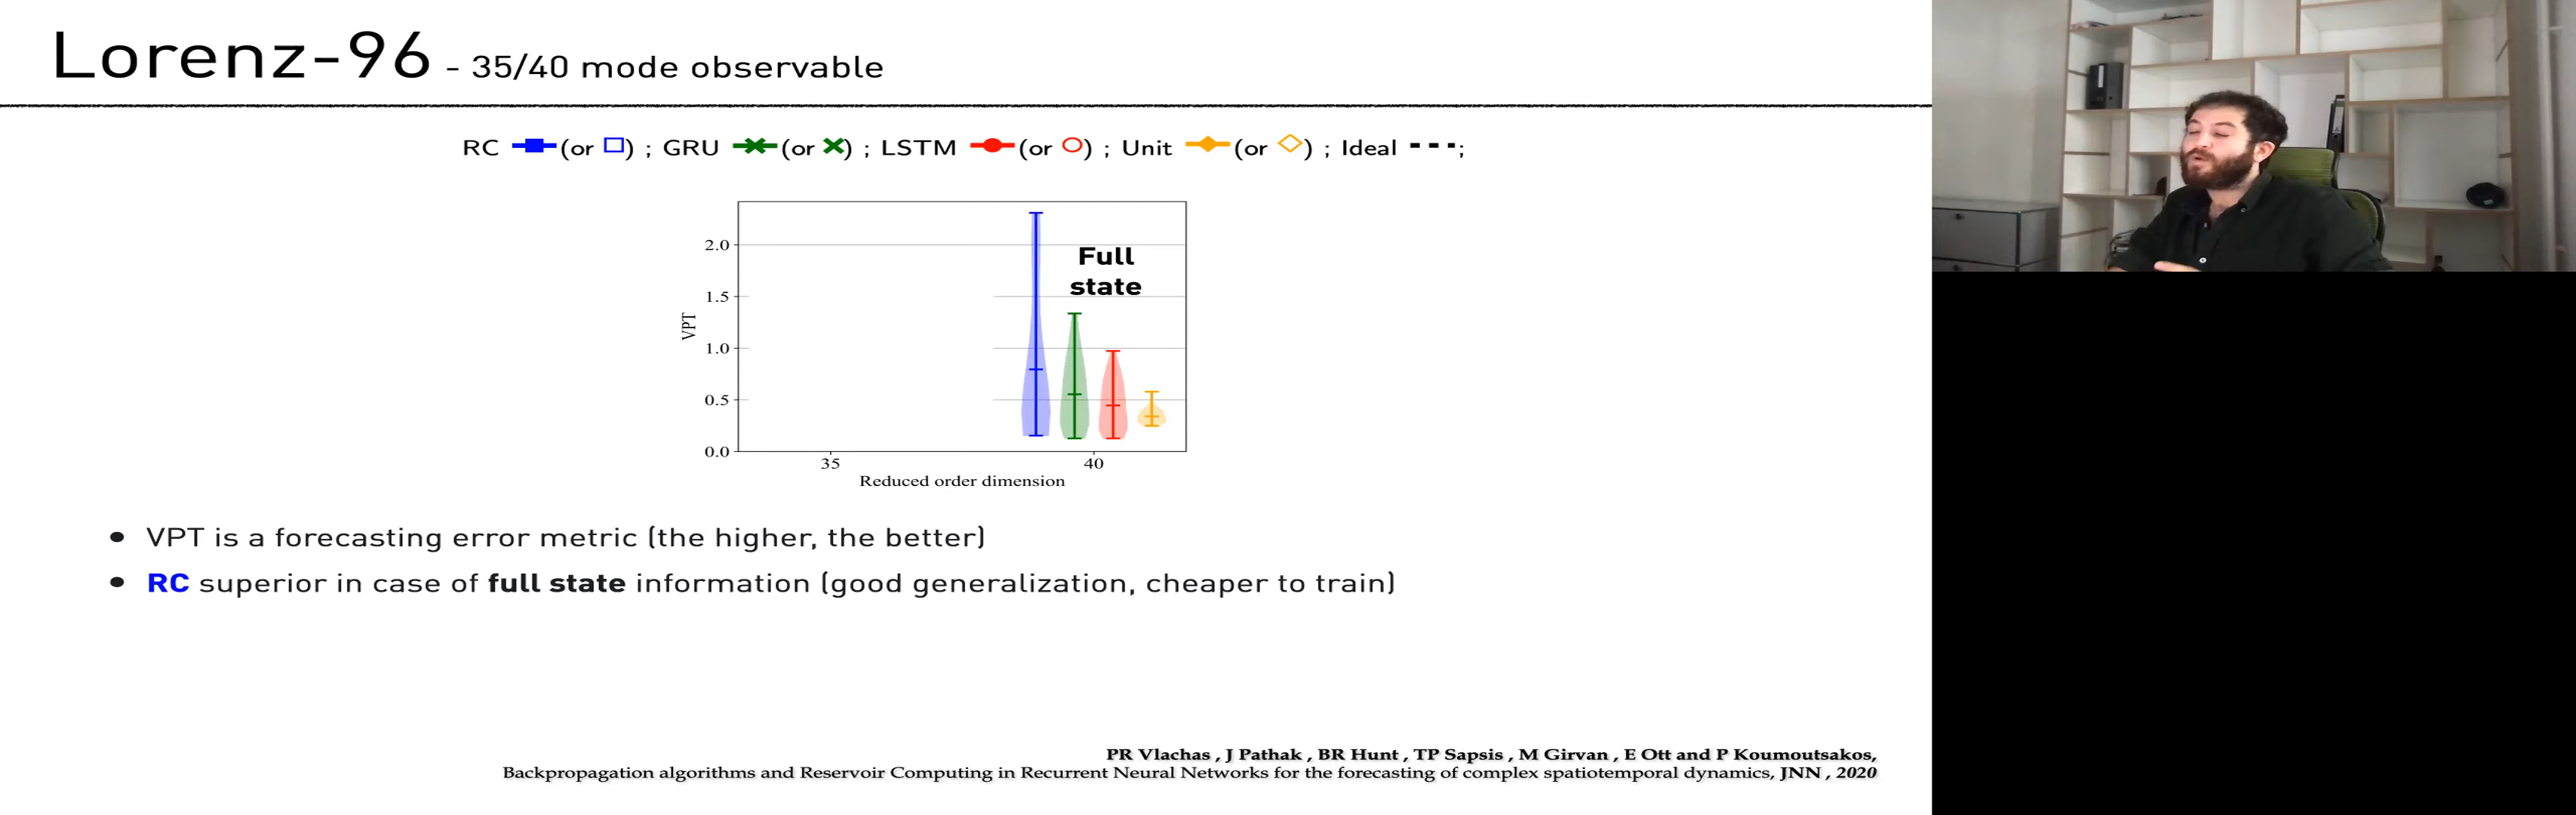 Lorenz-96 - 35/40 mode observable
RC (or ) ; GRU (or ) ; LSTM (or ) ; Unit (or ) ; Ideal ;
2.0
1.5
1.0
0.5
0.0
VPT
Full
state
35 40
Reduced order dimension
• VPT is a forecasting error metric (the higher, the better)
• RC superior in case of full state information (good generalization, cheaper to train)
PR Vlachas , J Pathak , BR Hunt , TP Sapsis , M Girvan , E Ott and P Koumoutsakos,
Backpropagation algorithms and Reservoir Computing in Recurrent Neural Networks for the forecasting of complex spatiotemporal dynamics, JNN , 2020